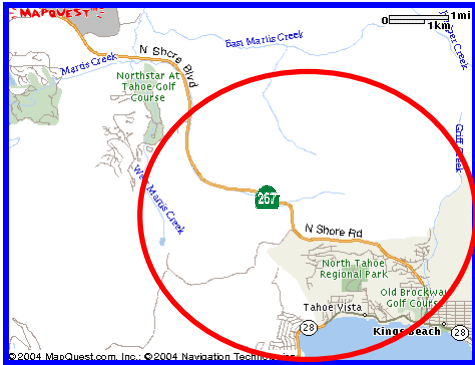 MAPQUEST
0
1mi
1km
N Shore Blvd
East Martis Creek
Martis Creek
Northstar At
Tahoe Golf
Course
Griff Creek
West Martis Creek
267
N Shore Rd
North Tahoe
Regional Park
Old Brockway
Golf Course
Tahoe Vista
28
Kings Beach
28
©2004 MapQuest.com, Inc.; ©2004 Navigation